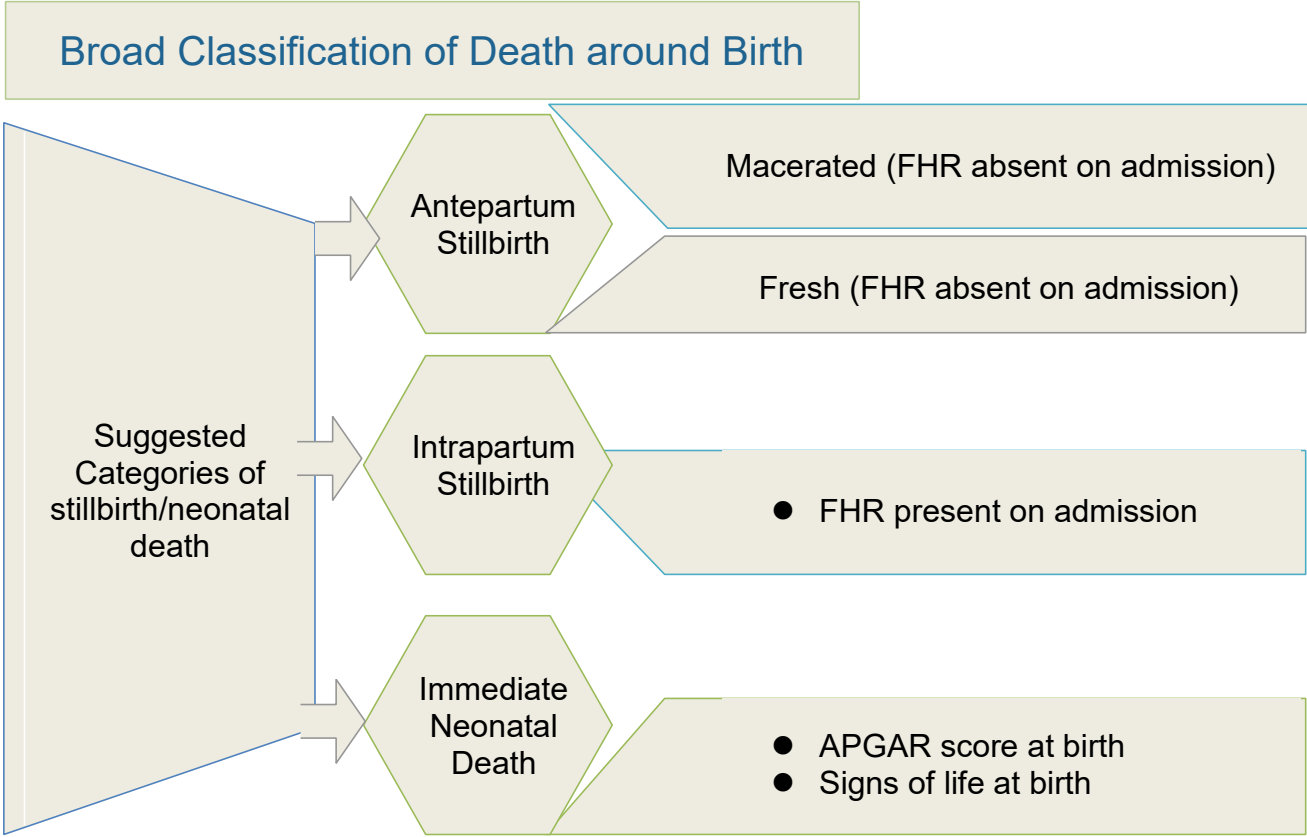 Broad Classification of Death around Birth
Suggested
Categories of
stillbirth/neonatal
death
Antepartum
Stillbirth
Macerated (FHR absent on admission)
Fresh (FHR absent on admission)
Intrapartum
Stillbirth
● FHR present on admission
Immediate
Neonatal
Death
● APGAR score at birth
● Signs of life at birth